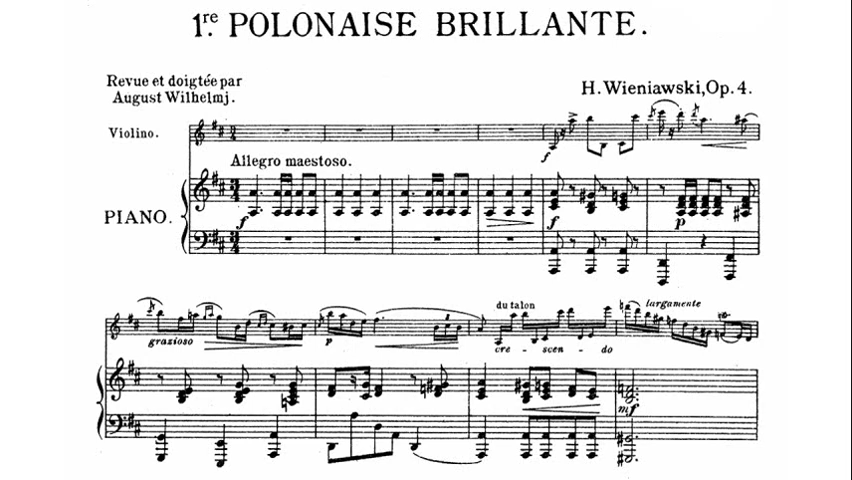 1re POLONAISE BRILLANTE.
Revue et doigtée par
August Wilhelmj.
H. Wieniawski, Op. 4.
Violino.
f
Allegro maestoso.
PIANO.
f f p
du talon largamente
grazioso p cre - scen - do
mf